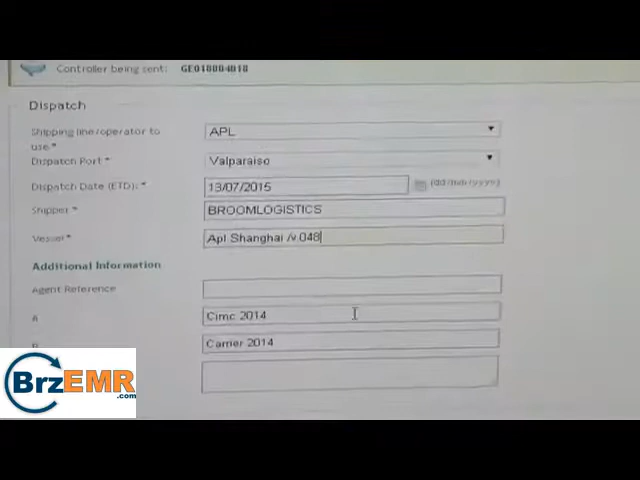 Controller being sent: GE018004018
Dispatch
Shipping line/operator to
use * APL
Dispatch Port * Valparaiso
Dispatch Date (ETD): * 13/07/2015 (dd/mm/yyyy)
Shipper * BROOMLOGISTICS
Vessel * Apl Shanghai /v 048
Additional Information
Agent Reference
A Cimc 2014
Carrier 2014
BrzEMR
.com